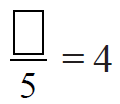 □/5 = 4